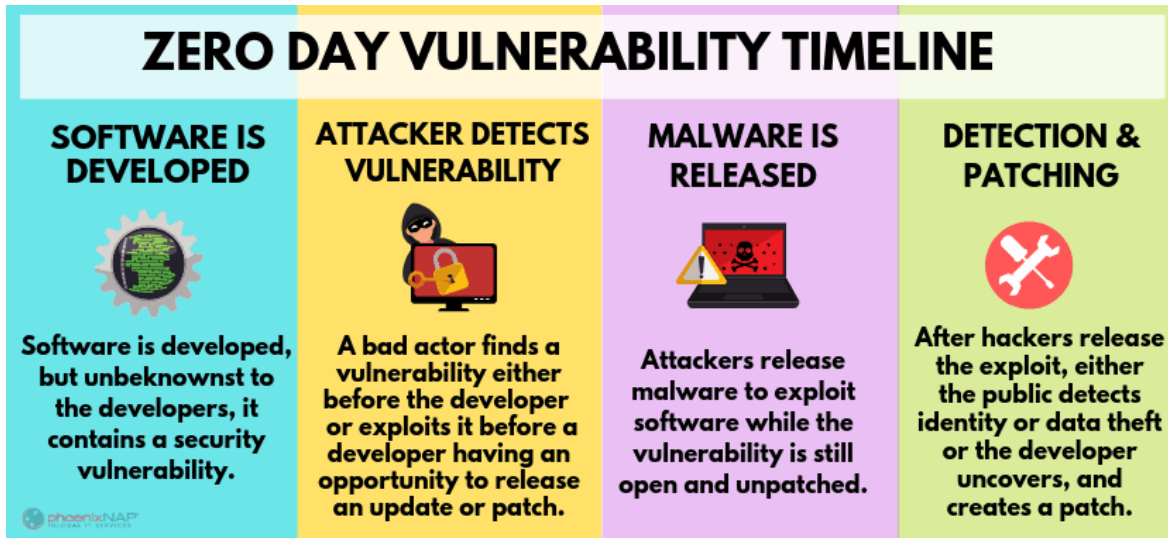 ZERO DAY VULNERABILITY TIMELINE
SOFTWARE IS
DEVELOPED
Software is developed,
but unbeknownst to
the developers, it
contains a security
vulnerability.
ATTACKER DETECTS
VULNERABILITY
A bad actor finds a
vulnerability either
before the developer
or exploits it before a
developer having an
opportunity to release
an update or patch.
MALWARE IS
RELEASED
Attackers release
malware to exploit
software while the
vulnerability is still
open and unpatched.
DETECTION &
PATCHING
After hackers release
the exploit, either
the public detects
identity or data theft
or the developer
uncovers, and
creates a patch.
phoenixNAP
GLOBAL IT SERVICES